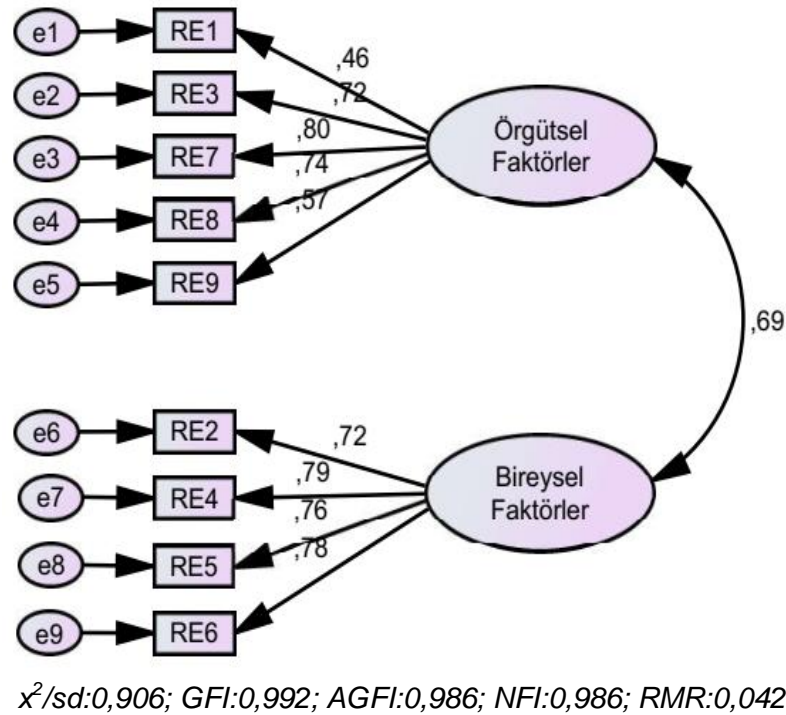 e1 RE1
,46
e2 RE3
,72
e3 RE7
,80
e4 RE8
,74
e5 RE9
,57
Örgütsel
Faktörler
,69
e6 RE2
,72
e7 RE4
,79
e8 RE5
,76
e9 RE6
,78
Bireysel
Faktörler
x²/sd:0,906; GFI:0,992; AGFI:0,986; NFI:0,986; RMR:0,042